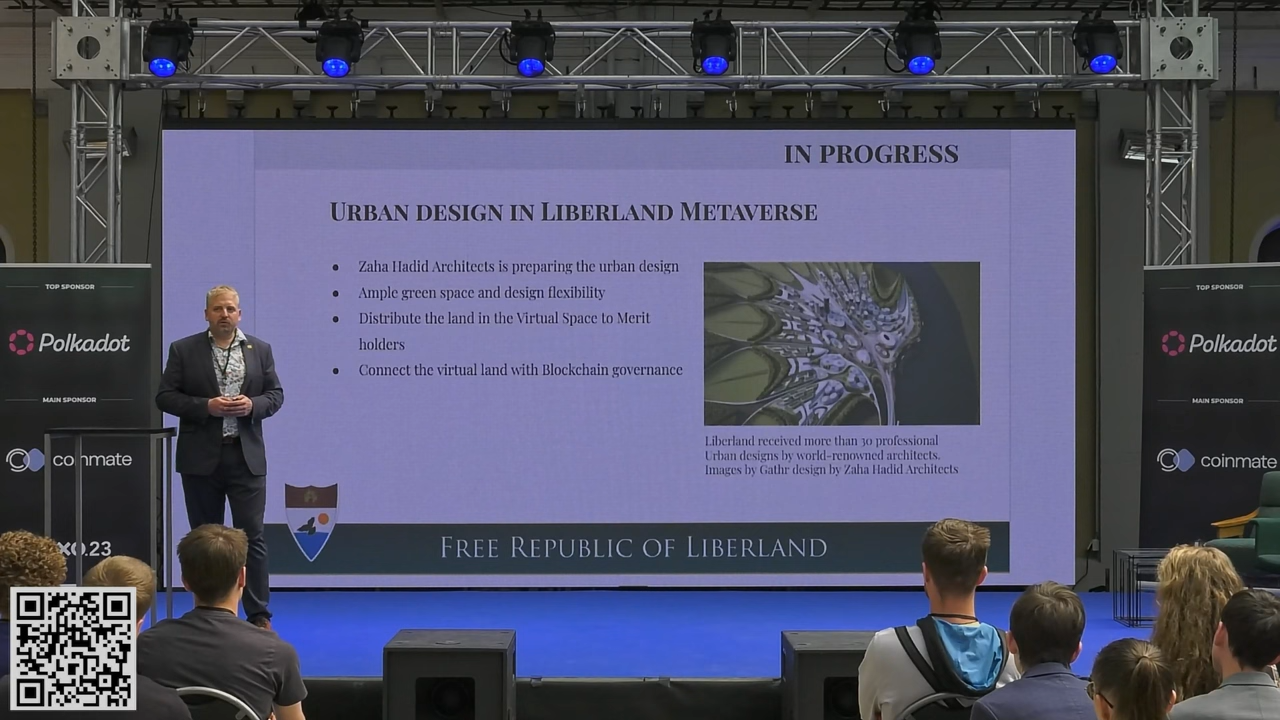 IN PROGRESS
URBAN DESIGN IN LIBERLAND METAVERSE
Zaha Hadid Architects is preparing the urban design
Ample green space and design flexibility
Distribute the land in the Virtual Space to Merit
holders
Connect the virtual land with Blockchain governance
Liberland received more than 30 professional
Urban designs by world-renowned architects.
Images by Gathr design by Zaha Hadid Architects
FREE REPUBLIC OF LIBERLAND
TOP SPONSOR
Polkadot
MAIN SPONSOR
coinmate
.23
TOP SPONSOR
Polkadot
MAIN SPONSOR
coinmate